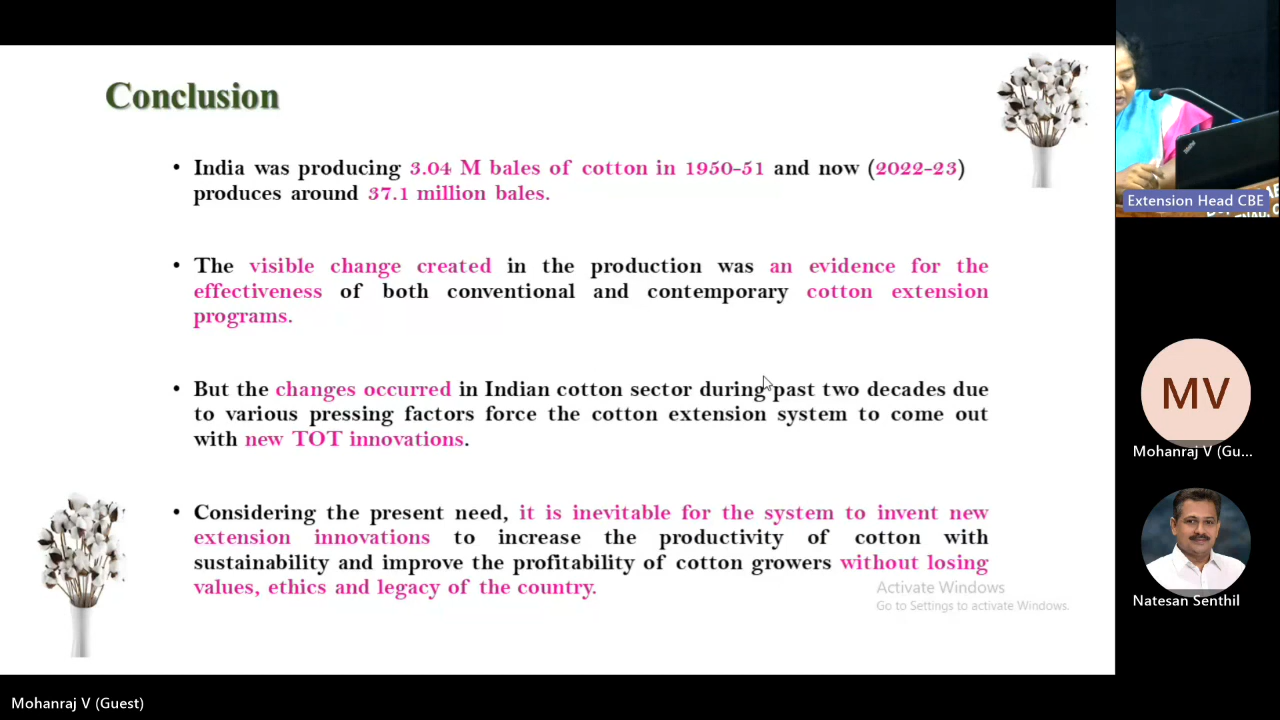 Conclusion
• India was producing 3.04 M bales of cotton in 1950-51 and now (2022-23)
produces around 37.1 million bales.
• The visible change created in the production was an evidence for the
effectiveness of both conventional and contemporary cotton extension
programs.
• But the changes occurred in Indian cotton sector during past two decades due
to various pressing factors force the cotton extension system to come out
with new TOT innovations.
• Considering the present need, it is inevitable for the system to invent new
extension innovations to increase the productivity of cotton with
sustainability and improve the profitability of cotton growers without losing
values, ethics and legacy of the country.
Activate Windows
Go to Settings to activate Windows.
Extension Head CBE
MV
Mohanraj V (Gu...
Natesan Senthil
Mohanraj V (Guest)